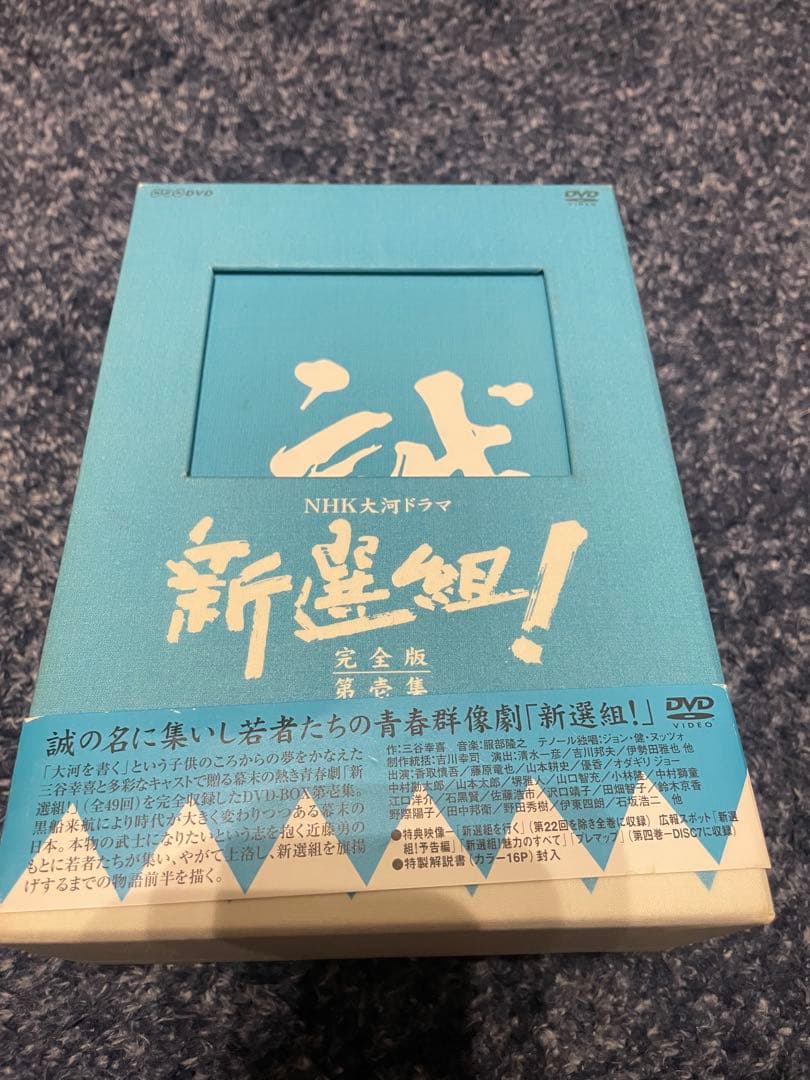 NHK DVD
DVD
VIDEO
誠
NHK大河ドラマ
新選組!
完全版
第壱集
誠の名に集いし若者たちの青春群像劇「新選組!」
DVD
VIDEO
「大河を書く」という子供のころからの夢をかなえた
三谷幸喜と多彩なキャストで贈る幕末の熱き青春劇「新
選組!」(全49回)を完全収録したDVD-BOX第壱集。
黒船来航により時代が大きく変わりつつある幕末の
日本。本物の武士になりたいという志を抱く近藤勇の
もとに若者たちが集い、やがて上洛し、新選組を旗揚
げするまでの物語前半を描く。
作:三谷幸喜 音楽:服部隆之 テノール独唱:ジョン・健・ヌッツォ
制作統括:吉川幸司 演出:清水一彦/吉川邦夫/伊勢田雅也 他
出演:香取慎吾/藤原竜也/山本耕史/優香/オダギリ ジョー
中村勘太郎/山本太郎/堺雅人/山口智充/小林隆/中村獅童
江口洋介/石黒賢/佐藤浩市/沢口靖子/田畑智子/鈴木京香
野際陽子/田中邦衛/野田秀樹/伊東四朗/石坂浩二 他
●特典映像−「新選組を行く」(第22回を除き全巻に収録) 広報スポット「新選
組!予告編」「新選組!魅力のすべて」「プレマップ」(第四巻−DISC7に収録)
●特製解説書(カラー16P)封入